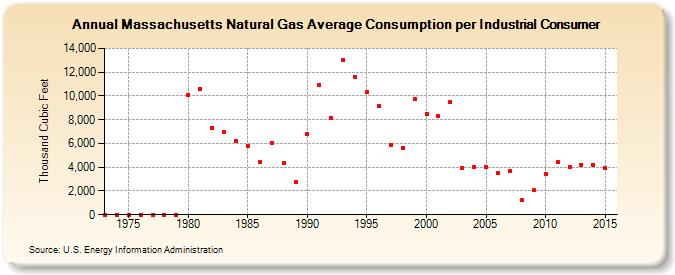 Annual Massachusetts Natural Gas Average Consumption per Industrial Consumer
Thousand Cubic Feet
14,000
12,000
10,000
8,000
6,000
4,000
2,000
0
1975 1980 1985 1990 1995 2000 2005 2010 2015
Source: U.S. Energy Information Administration